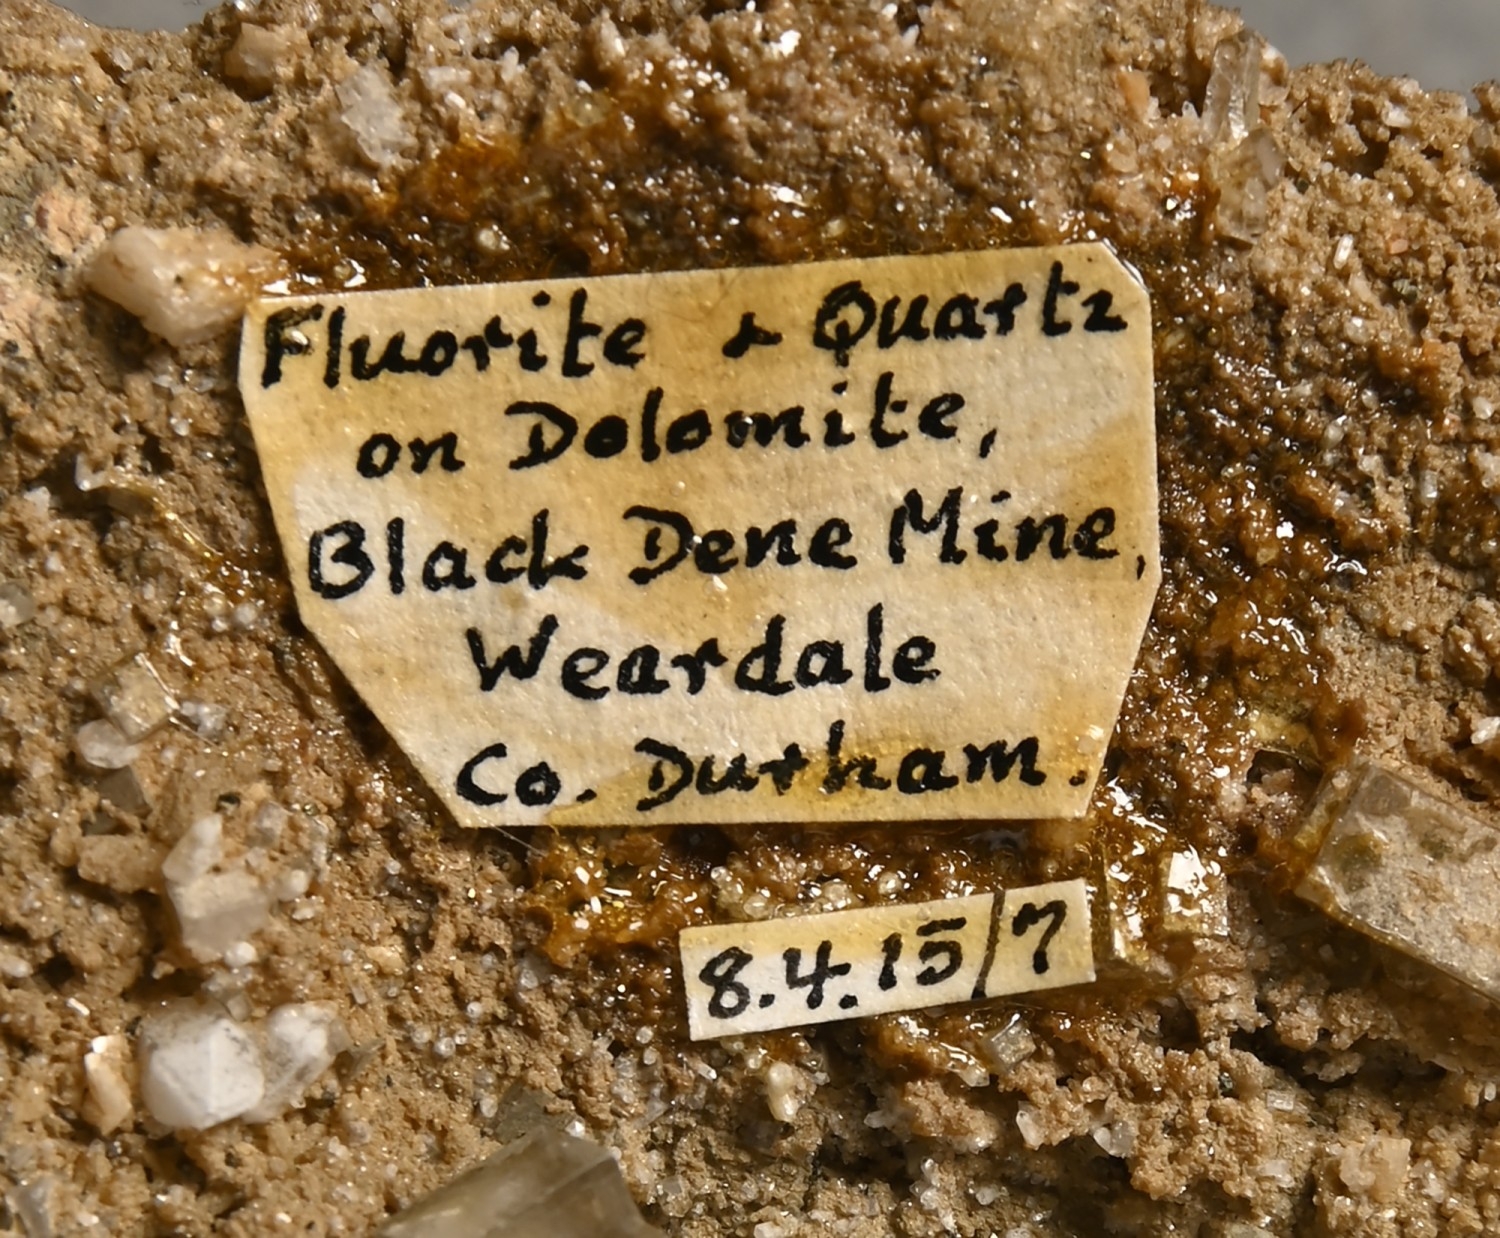 Fluorite & Quartz
on Dolomite,
Black Dene Mine,
Weardale
Co. Durham.
8.4.15/7